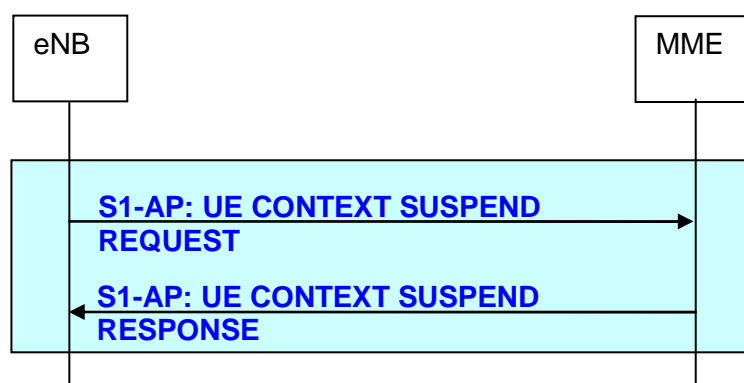 eNB
MME
S1-AP: UE CONTEXT SUSPEND
REQUEST
S1-AP: UE CONTEXT SUSPEND
RESPONSE